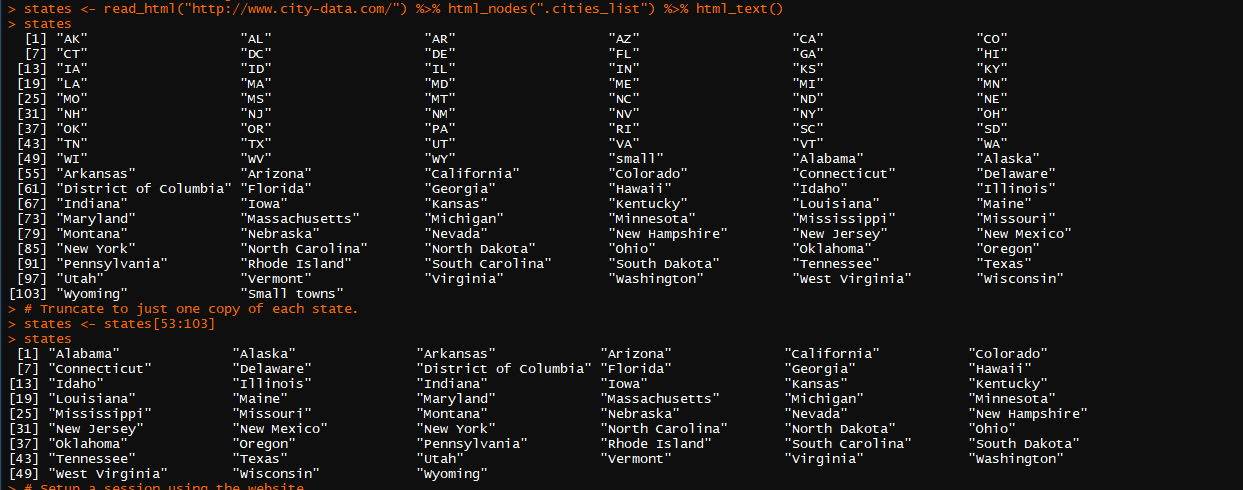 > states <- read_html("http://www.city-data.com/") %>% html_nodes(".cities_list") %>% html_text()
> states
[1] "AK" "AL" "AR" "AZ" "CA" "CO"
[7] "CT" "DC" "DE" "FL" "GA" "HI"
[13] "IA" "ID" "IL" "IN" "KS" "KY"
[19] "LA" "MA" "MD" "ME" "MI" "MN"
[25] "MO" "MS" "MT" "NC" "ND" "NE"
[31] "NH" "NJ" "NM" "NV" "NY" "OH"
[37] "OK" "OR" "PA" "RI" "SC" "SD"
[43] "TN" "TX" "UT" "VA" "VT" "WA"
[49] "WI" "WV" "WY" "small" "Alabama" "Alaska"
[55] "Arkansas" "Arizona" "California" "Colorado" "Connecticut" "Delaware"
[61] "District of Columbia" "Florida" "Georgia" "Hawaii" "Idaho" "Illinois"
[67] "Indiana" "Iowa" "Kansas" "Kentucky" "Louisiana" "Maine"
[73] "Maryland" "Massachusetts" "Michigan" "Minnesota" "Mississippi" "Missouri"
[79] "Montana" "Nebraska" "Nevada" "New Hampshire" "New Jersey" "New Mexico"
[85] "New York" "North Carolina" "North Dakota" "Ohio" "Oklahoma" "Oregon"
[91] "Pennsylvania" "Rhode Island" "South Carolina" "South Dakota" "Tennessee" "Texas"
[97] "Utah" "Vermont" "Virginia" "Washington" "West Virginia" "Wisconsin"
[103] "Wyoming" "Small towns"
> # Truncate to just one copy of each state.
> states <- states[53:103]
> states
[1] "Alabama" "Alaska" "Arkansas" "Arizona" "California" "Colorado"
[7] "Connecticut" "Delaware" "District of Columbia" "Florida" "Georgia" "Hawaii"
[13] "Idaho" "Illinois" "Indiana" "Iowa" "Kansas" "Kentucky"
[19] "Louisiana" "Maine" "Maryland" "Massachusetts" "Michigan" "Minnesota"
[25] "Mississippi" "Missouri" "Montana" "Nebraska" "Nevada" "New Hampshire"
[31] "New Jersey" "New Mexico" "New York" "North Carolina" "North Dakota" "Ohio"
[37] "Oklahoma" "Oregon" "Pennsylvania" "Rhode Island" "South Carolina" "South Dakota"
[43] "Tennessee" "Texas" "Utah" "Vermont" "Virginia" "Washington"
[49] "West Virginia" "Wisconsin" "Wyoming"
> # Setup a session using the website